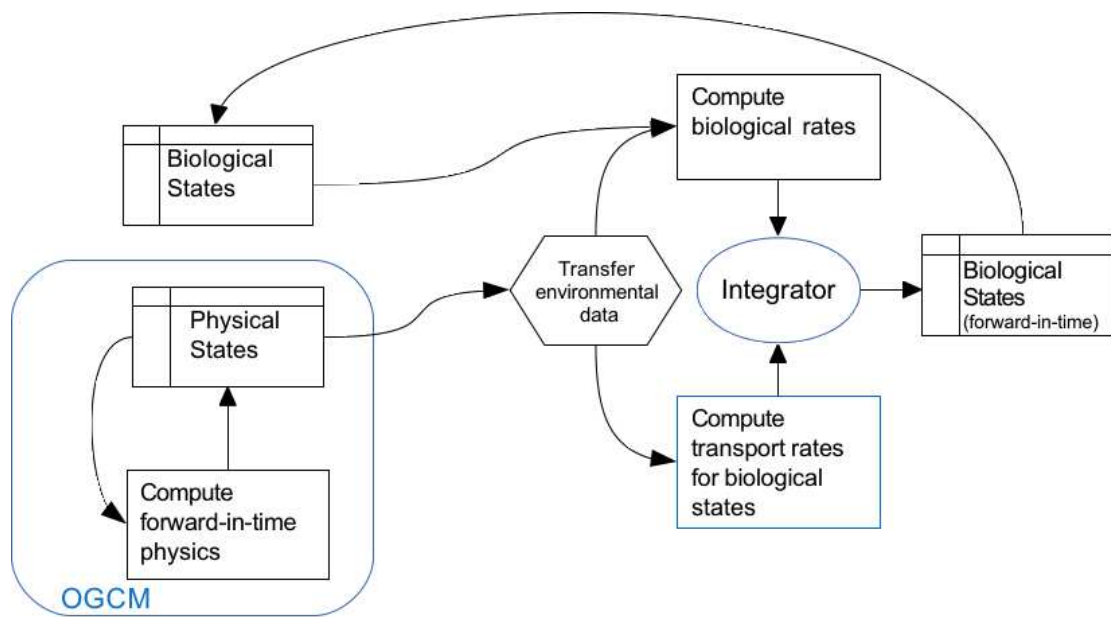 Compute
biological rates
Biological
States
Transfer
environmental
data
Integrator
Biological
States
(forward-in-time)
Physical
States
Compute
transport rates
for biological
states
Compute
forward-in-time
physics
OGCM